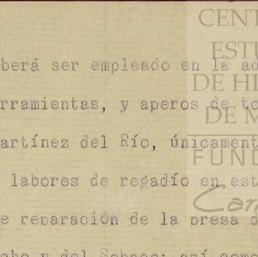 berá ser empleado en la ad
rramientas, y aperos de to
artínez del Río, únicament
labores de regadío en est
e reparación de la presa d
CENT
ESTU
DE HI
DE M
FUND
Car